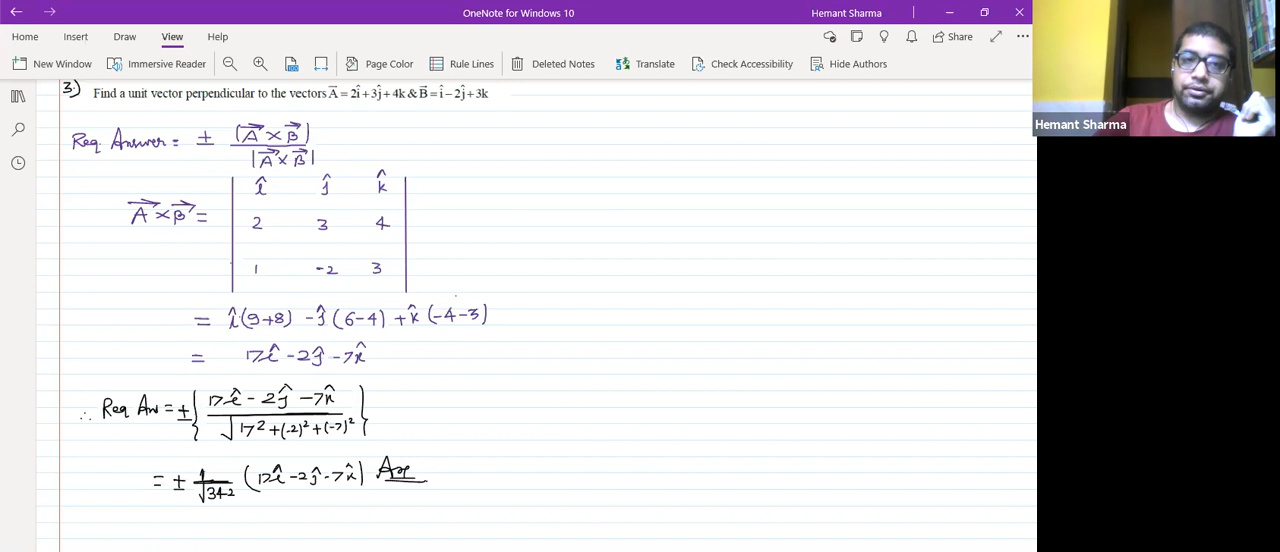 OneNote for Windows 10
Hemant Sharma
Home Insert Draw View Help
Share
New Window Immersive Reader Page Color Rule Lines Deleted Notes Translate Check Accessibility Hide Authors
Hemant Sharma
3.) Find a unit vector perpendicular to the vectors A⃗ = 2î+3ĵ+4k & B⃗ = î−2ĵ+3k
Req. Answer = ± (A⃗ × B⃗) / |A⃗ × B⃗|
î ĵ k̂
A⃗ × B⃗ = 2 3 4
1 -2 3
= î(9+8) −ĵ(6−4) +k̂(−4−3)
= 17î −2ĵ −7k̂
∴ Req Ans = ± { 17î − 2ĵ −7k̂ / √17² +(−2)² +(−7)² }
= ± 1/√342 (17î −2ĵ −7k̂) Ans